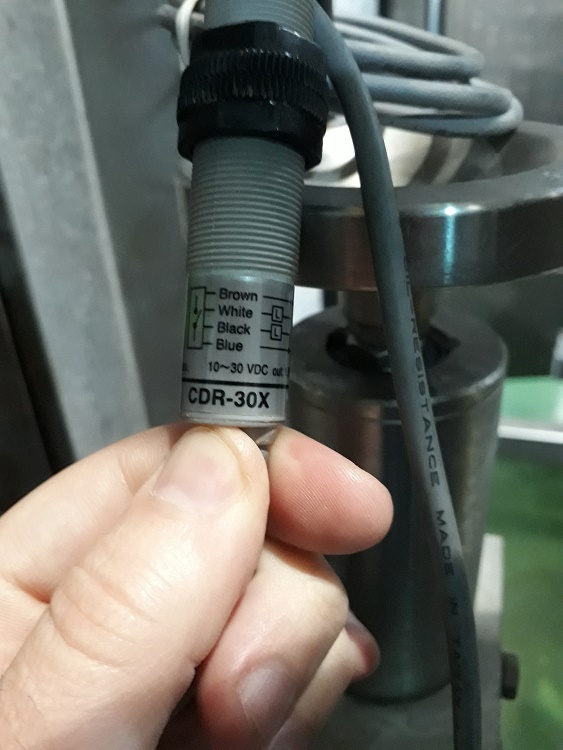 Brown
White
L
Black
L
Blue
10～30 VDC out
CDR-30X
RESISTANCE MADE IN TAIWAN